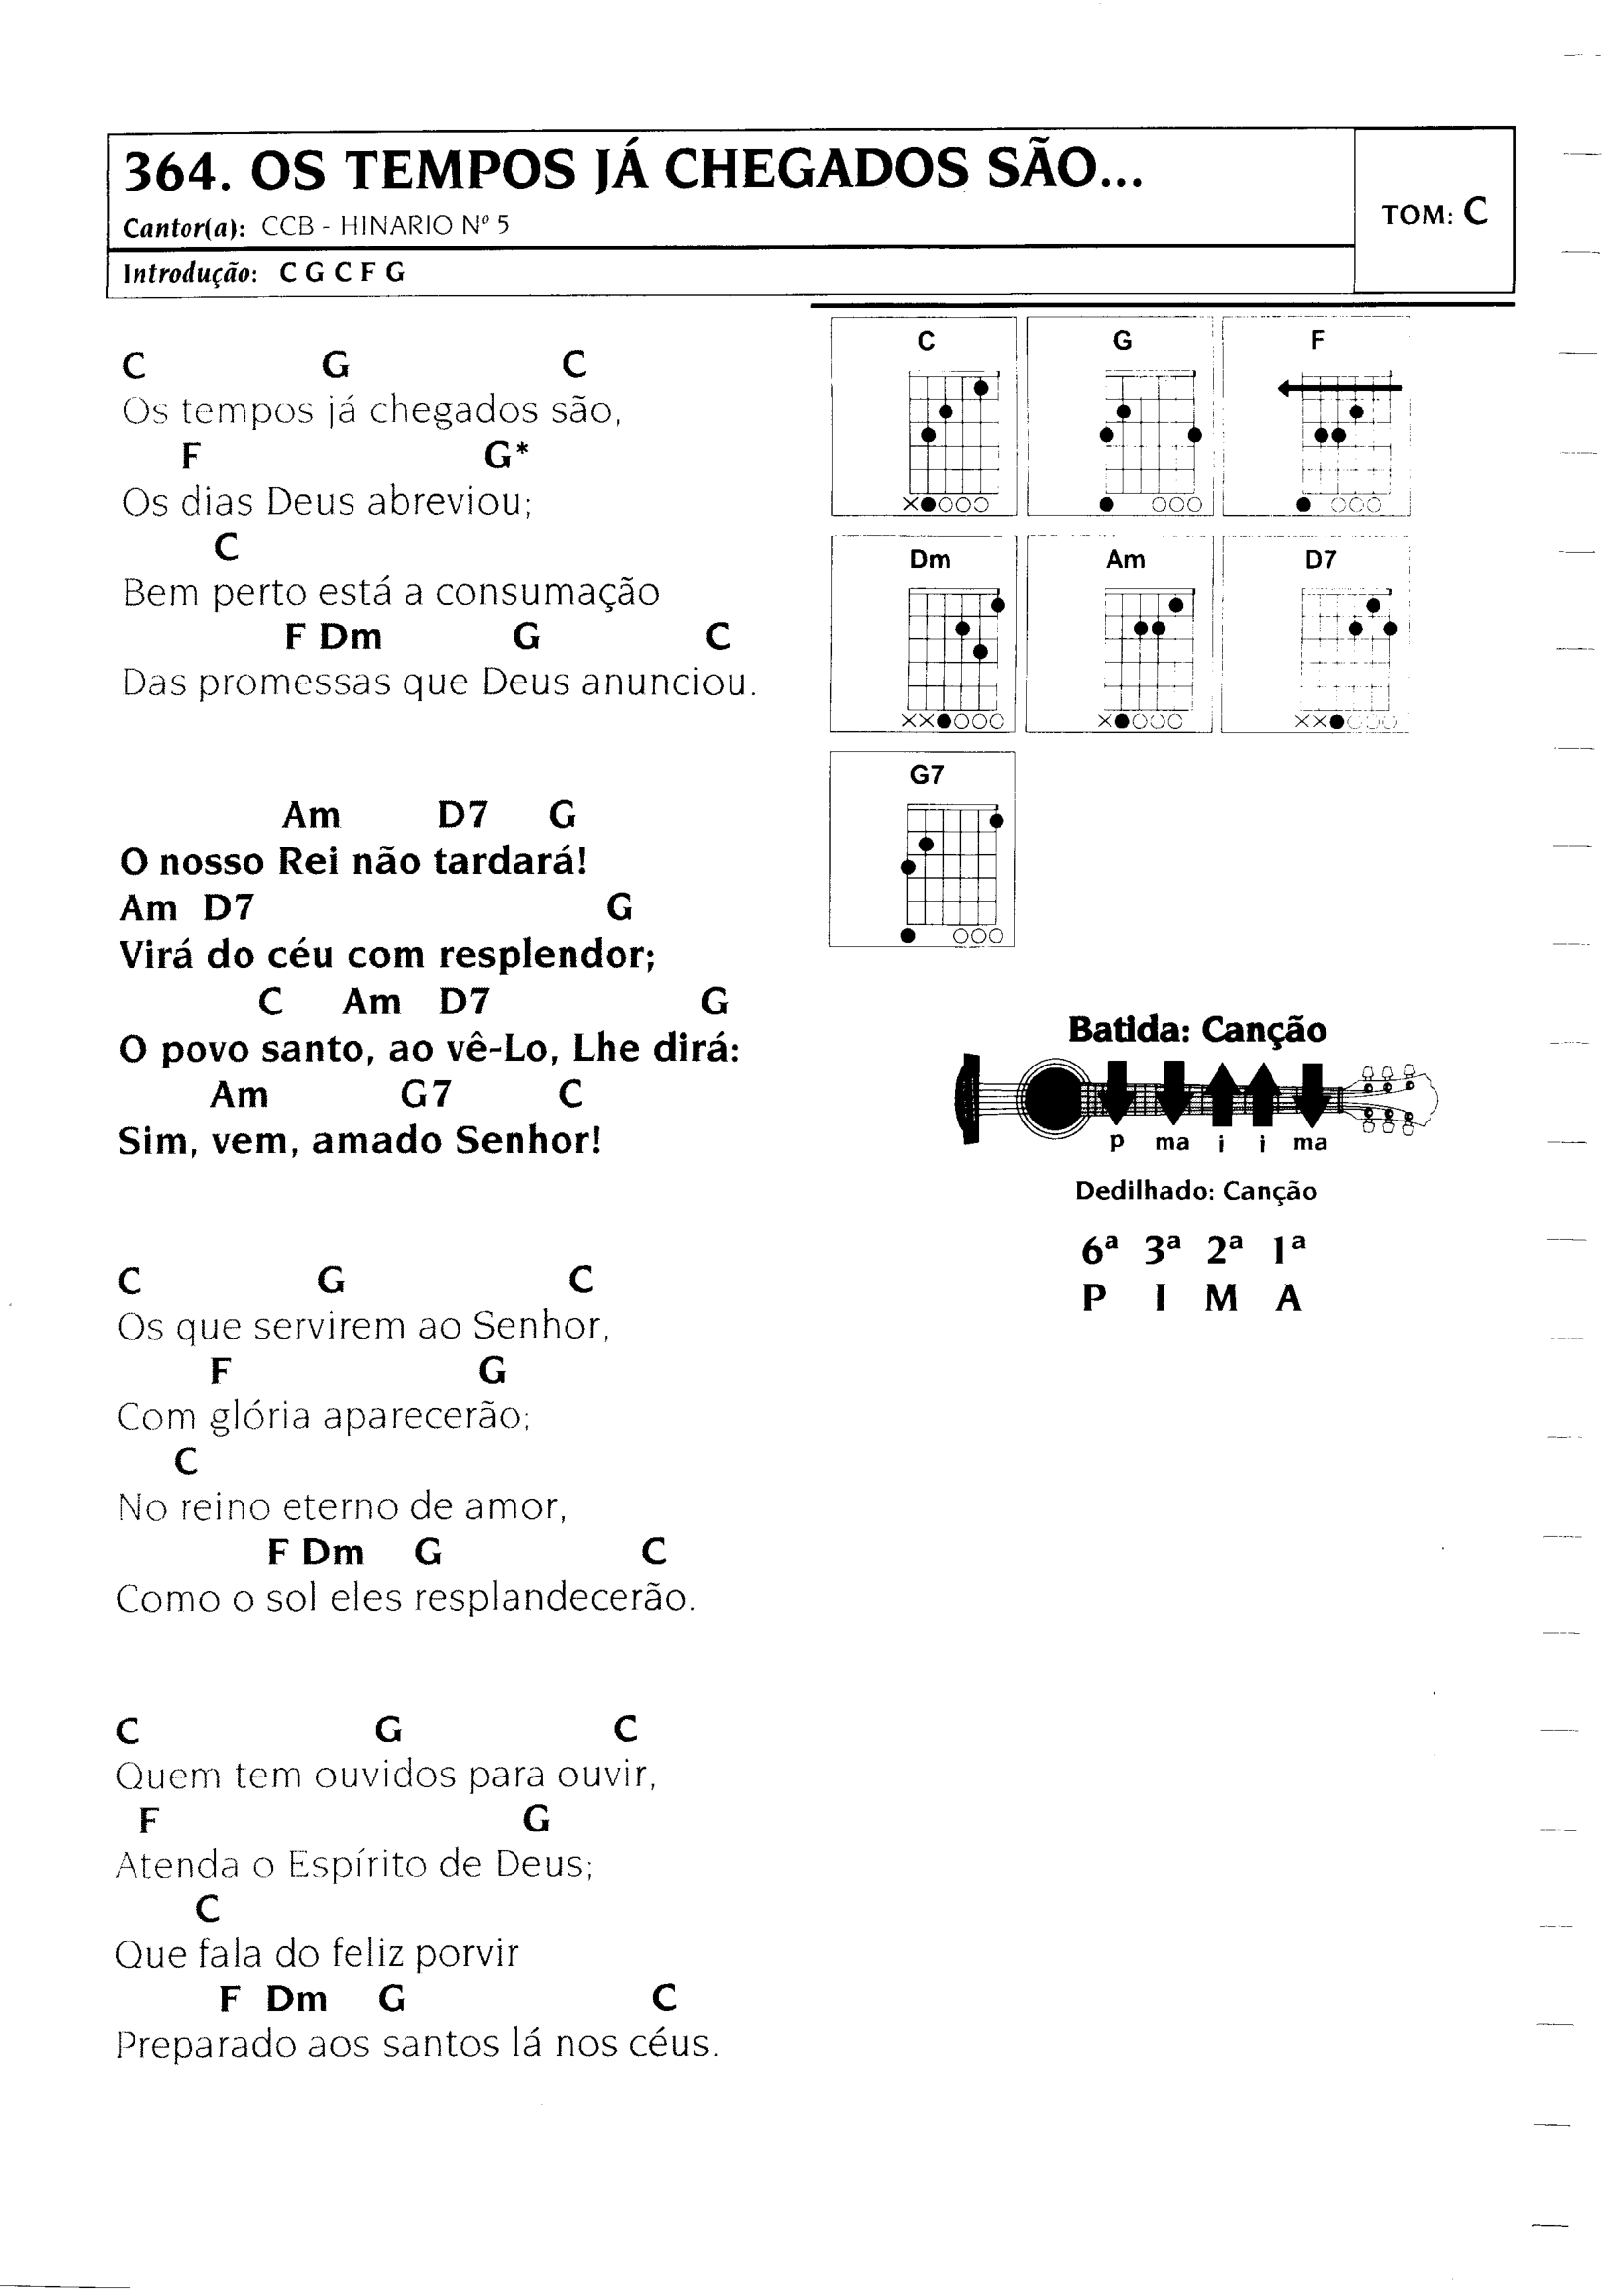 364. OS TEMPOS JÁ CHEGADOS SÃO...
Cantor(a): CCB - HINARIO Nº 5
TOM: C
Introdução: C G C F G
C G C
Os tempos já chegados são,
F G*
Os dias Deus abreviou;
C
Bem perto está a consumação
F Dm G C
Das promessas que Deus anunciou.
Am D7 G
O nosso Rei não tardará!
Am D7 G
Virá do céu com resplendor;
C Am D7 G
O povo santo, ao vê-Lo, Lhe dirá:
Am G7 C
Sim, vem, amado Senhor!
C G C
Os que servirem ao Senhor,
F G
Com glória aparecerão;
C
No reino eterno de amor,
F Dm G C
Como o sol eles resplandecerão.
C G C
Quem tem ouvidos para ouvir,
F G
Atenda o Espírito de Deus;
C
Que fala do feliz porvir
F Dm G C
Preparado aos santos lá nos céus.
C G F
Dm Am D7
G7
Batida: Canção
p ma i i ma
Dedilhado: Canção
6ª 3ª 2ª 1ª
P I M A